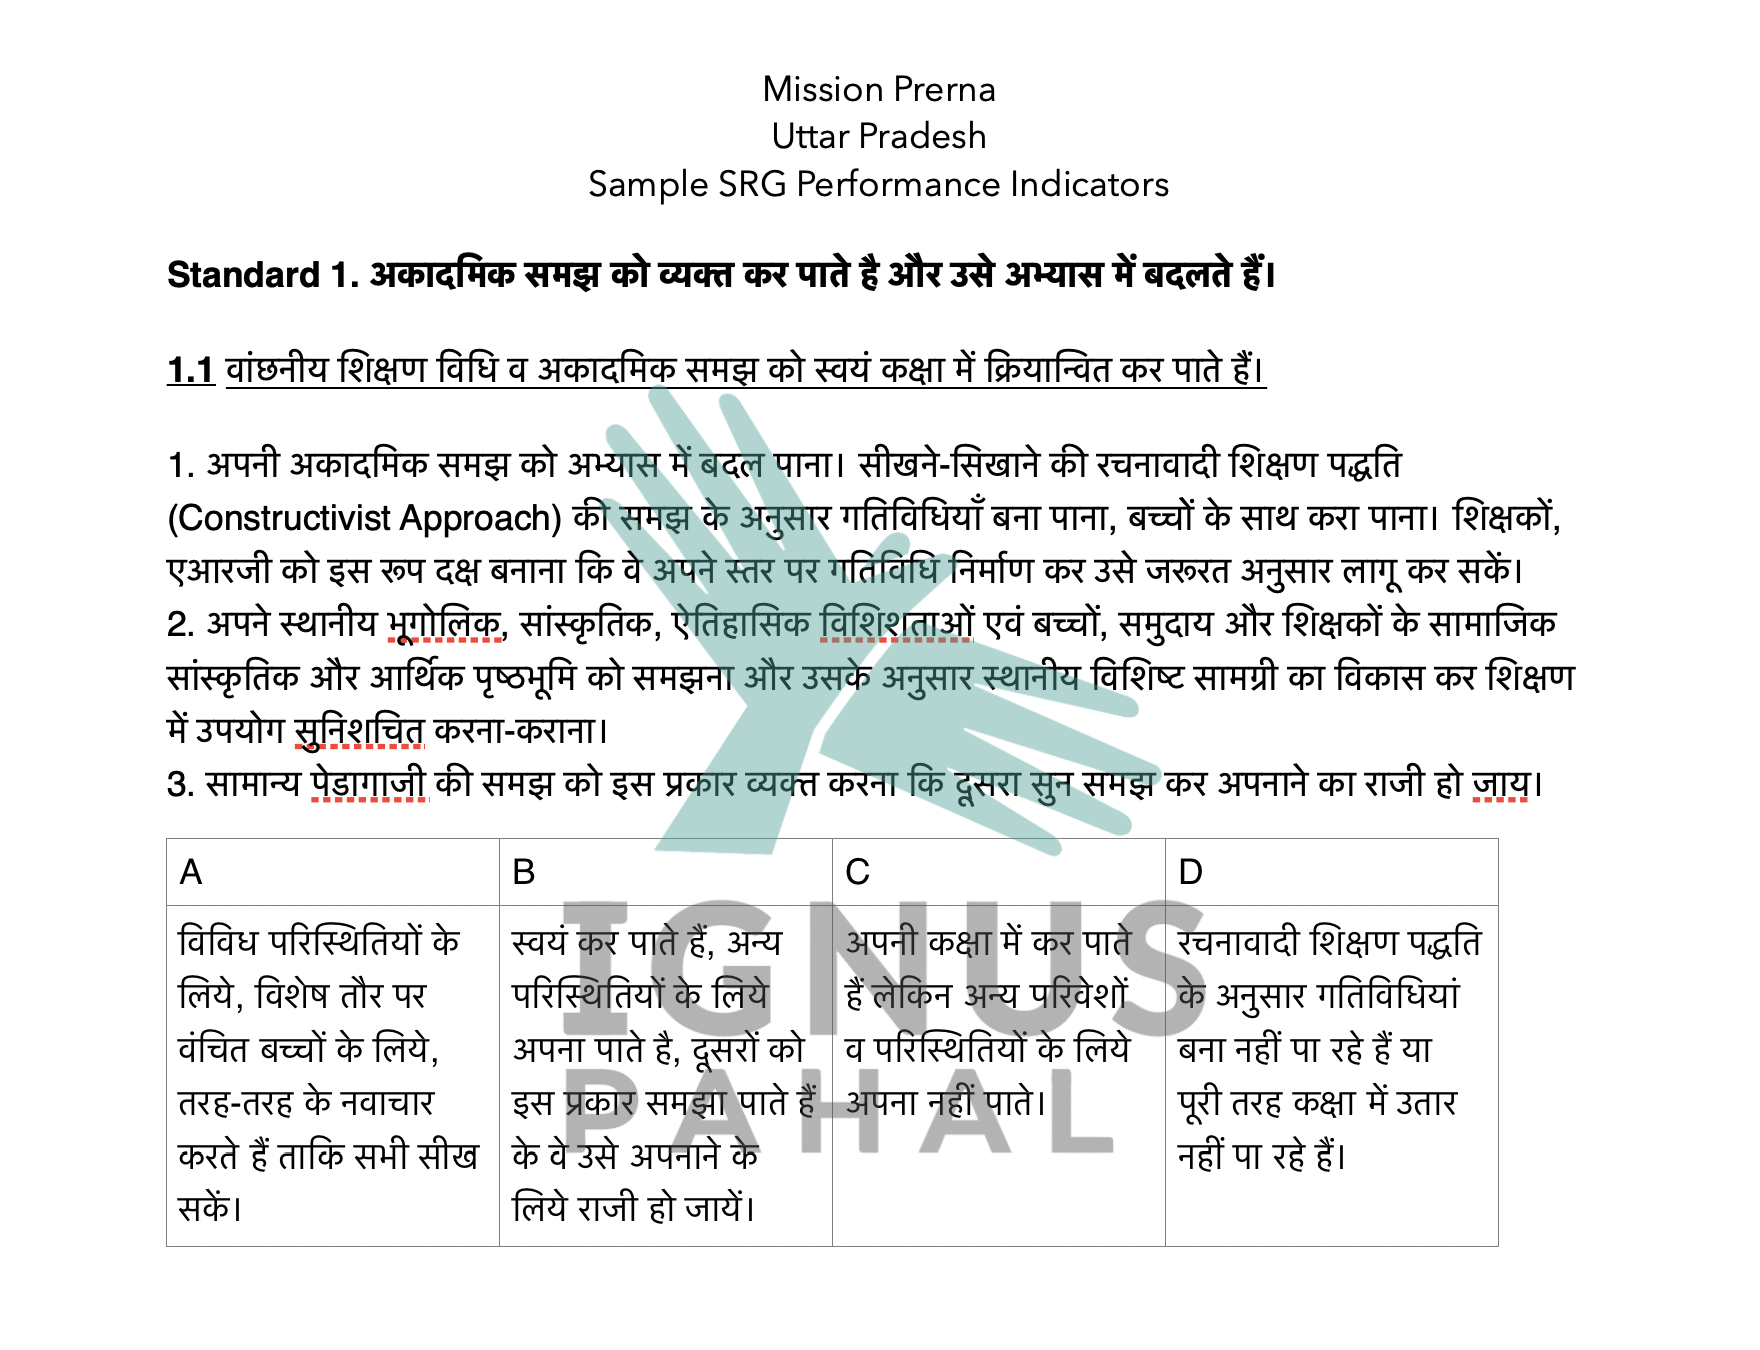 Mission Prerna
Uttar Pradesh
Sample SRG Performance Indicators
Standard 1. अकादमिक समझ को व्यक्त कर पाते है और उसे अभ्यास में बदलते हैं।
1.1 वांछनीय शिक्षण विधि व अकादमिक समझ को स्वयं कक्षा में क्रियान्वित कर पाते हैं।
1. अपनी अकादमिक समझ को अभ्यास में बदल पाना। सीखने-सिखाने की रचनावादी शिक्षण पद्धति
(Constructivist Approach) की समझ के अनुसार गतिविधियाँ बना पाना, बच्चों के साथ करा पाना। शिक्षकों,
एआरजी को इस रूप दक्ष बनाना कि वे अपने स्तर पर गतिविधि निर्माण कर उसे जरूरत अनुसार लागू कर सकें।
2. अपने स्थानीय भूगोलिक, सांस्कृतिक, ऐतिहासिक विशिशताओं एवं बच्चों, समुदाय और शिक्षकों के सामाजिक
सांस्कृतिक और आर्थिक पृष्ठभूमि को समझना और उसके अनुसार स्थानीय विशिष्ट सामग्री का विकास कर शिक्षण
में उपयोग सुनिशचित करना-कराना।
3. सामान्य पेडागाजी की समझ को इस प्रकार व्यक्त करना कि दूसरा सुन समझ कर अपनाने का राजी हो जाय।
A
विविध परिस्थितियों के
लिये, विशेष तौर पर
वंचित बच्चों के लिये,
तरह-तरह के नवाचार
करते हैं ताकि सभी सीख
सकें।
B
स्वयं कर पाते हैं, अन्य
परिस्थितियों के लिये
अपना पाते है, दूसरों को
इस प्रकार समझा पाते हैं
के वे उसे अपनाने के
लिये राजी हो जायें।
C
अपनी कक्षा में कर पाते
हैं लेकिन अन्य परिवेशों
व परिस्थितियों के लिये
अपना नहीं पाते।
D
रचनावादी शिक्षण पद्धति
के अनुसार गतिविधियां
बना नहीं पा रहे हैं या
पूरी तरह कक्षा में उतार
नहीं पा रहे हैं।
IGNUS
PAHAL